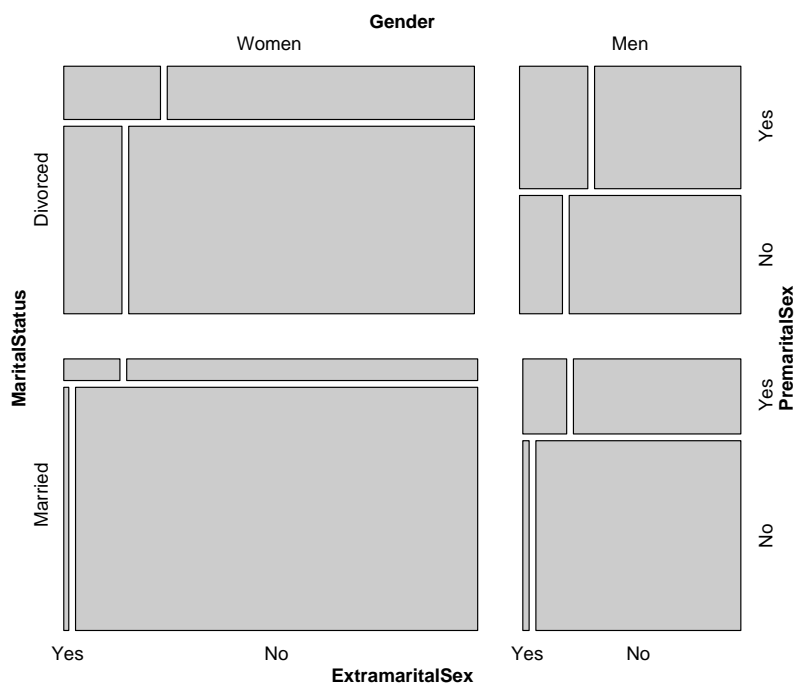 Gender
Women
Men
MaritalStatus
Divorced
Married
Yes
No
Yes
No
PremaritalSex
Yes
No
Yes
No
ExtramaritalSex